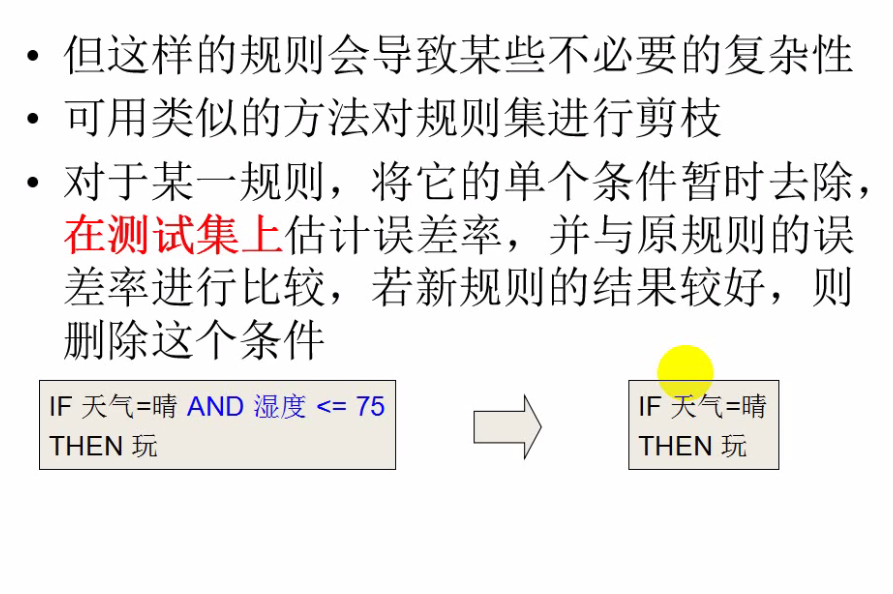 • 但这样的规则会导致某些不必要的复杂性
• 可用类似的方法对规则集进行剪枝
• 对于某一规则，将它的单个条件暂时去除，
在测试集上估计误差率，并与原规则的误
差率进行比较，若新规则的结果较好，则
删除这个条件
IF 天气=晴 AND 湿度 <= 75
THEN 玩
IF 天气=晴
THEN 玩